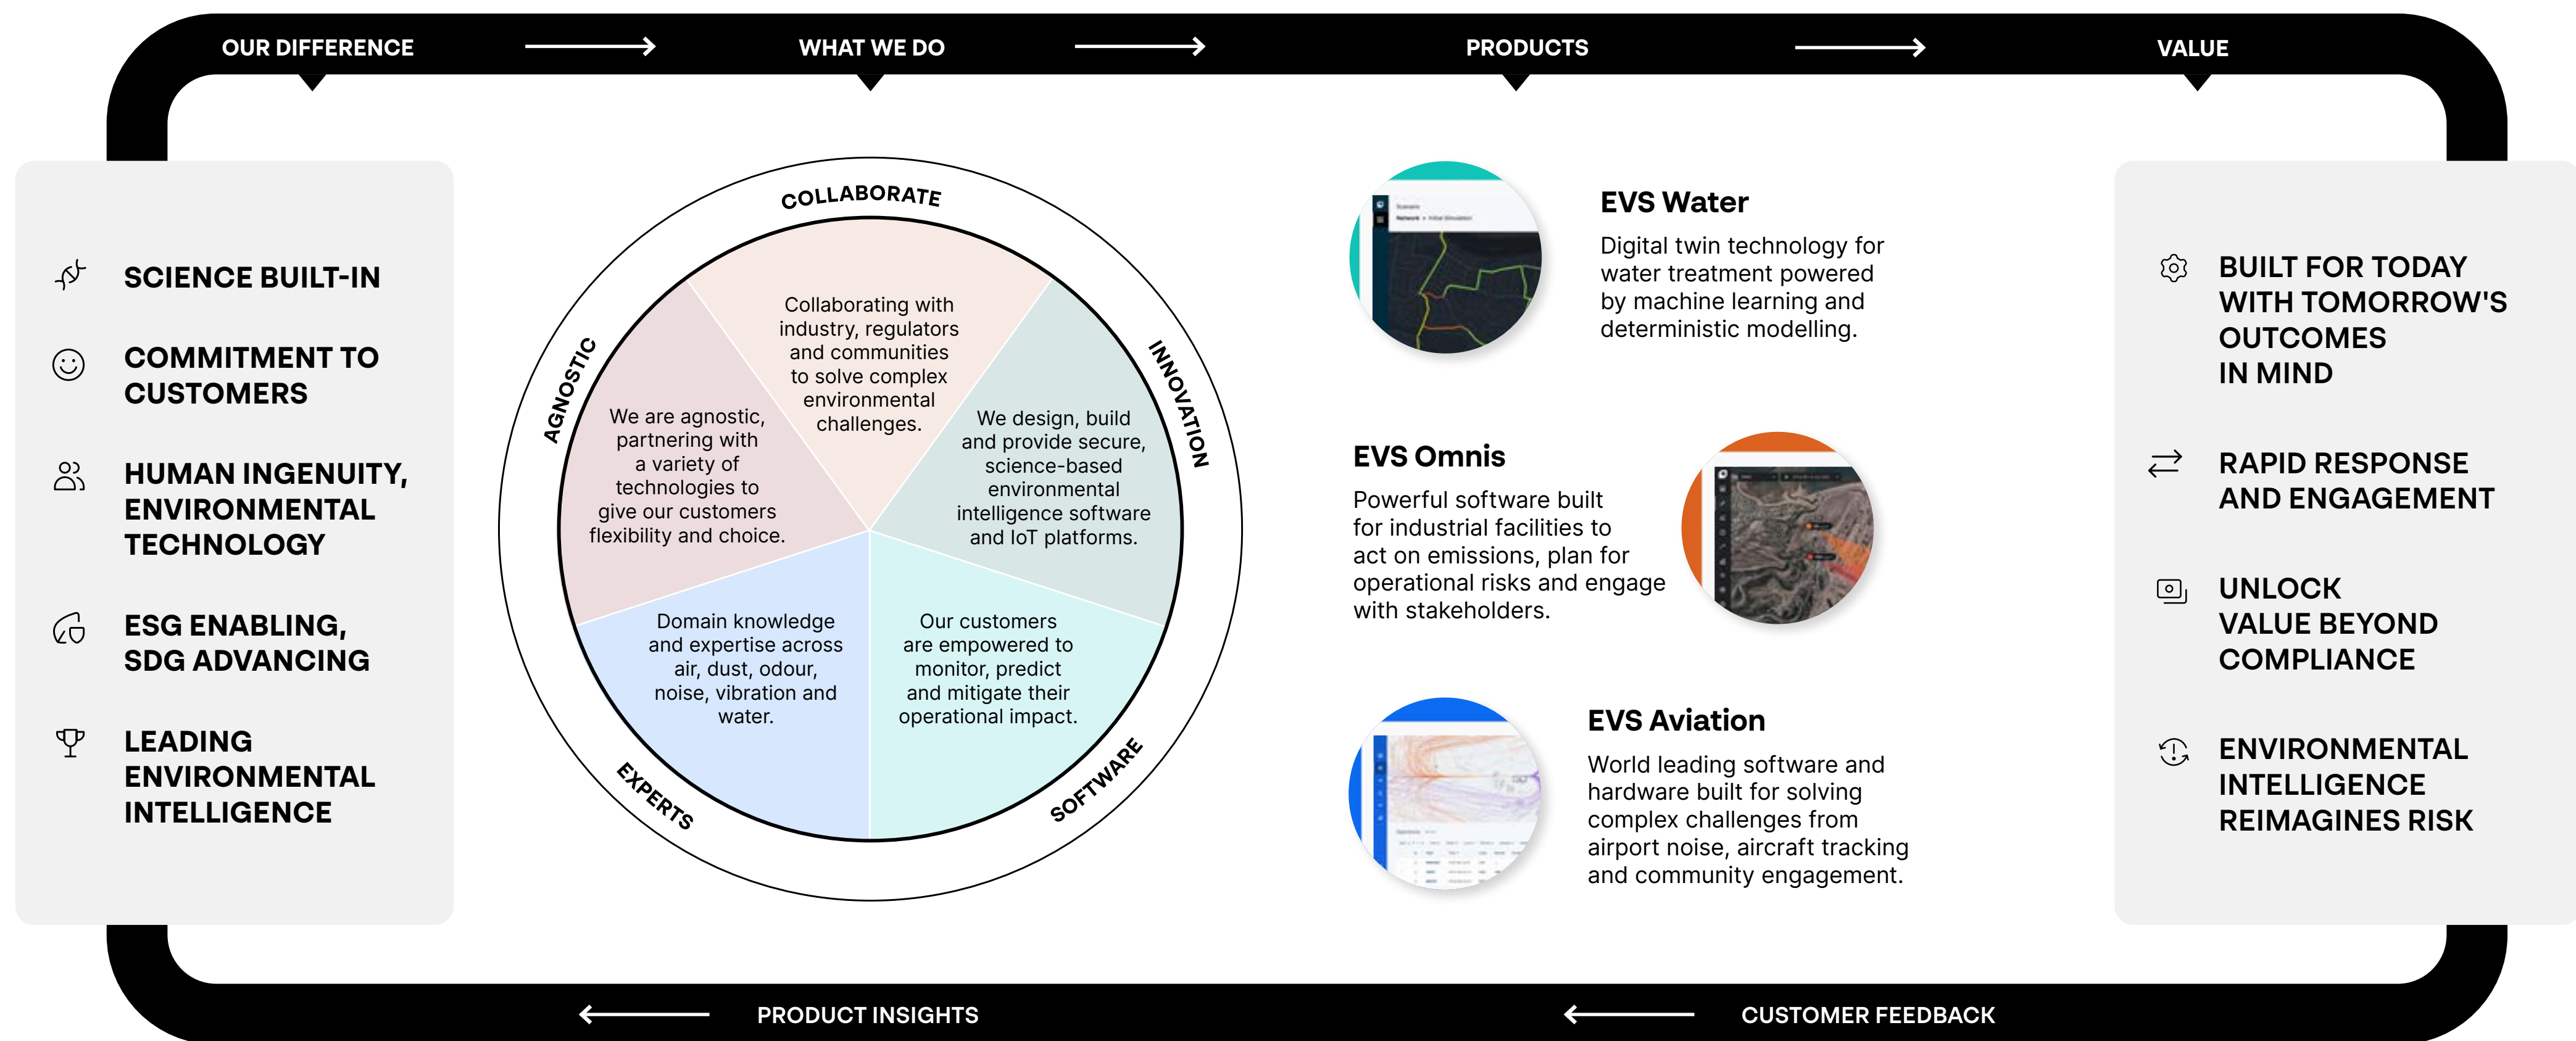 OUR DIFFERENCE
WHAT WE DO
PRODUCTS
VALUE
SCIENCE BUILT-IN
COMMITMENT TO
CUSTOMERS
HUMAN INGENUITY,
ENVIRONMENTAL
TECHNOLOGY
ESG ENABLING,
SDG ADVANCING
LEADING
ENVIRONMENTAL
INTELLIGENCE
COLLABORATE
Collaborating with
industry, regulators
and communities
to solve complex
environmental
challenges.
INNOVATION
We design, build
and provide secure,
science-based
environmental
intelligence software
and IoT platforms.
SOFTWARE
Our customers
are empowered to
monitor, predict
and mitigate their
operational impact.
EXPERTS
Domain knowledge
and expertise across
air, dust, odour,
noise, vibration and
water.
AGNOSTIC
We are agnostic,
partnering with
a variety of
technologies to
give our customers
flexibility and choice.
Scenario
Network > Initial Simulation
EVS Water
Digital twin technology for
water treatment powered
by machine learning and
deterministic modelling.
EVS Omnis
Powerful software built
for industrial facilities to
act on emissions, plan for
operational risks and engage
with stakeholders.
EVS Aviation
World leading software and
hardware built for solving
complex challenges from
airport noise, aircraft tracking
and community engagement.
BUILT FOR TODAY
WITH TOMORROW'S
OUTCOMES
IN MIND
RAPID RESPONSE
AND ENGAGEMENT
UNLOCK
VALUE BEYOND
COMPLIANCE
ENVIRONMENTAL
INTELLIGENCE
REIMAGINES RISK
PRODUCT INSIGHTS
CUSTOMER FEEDBACK